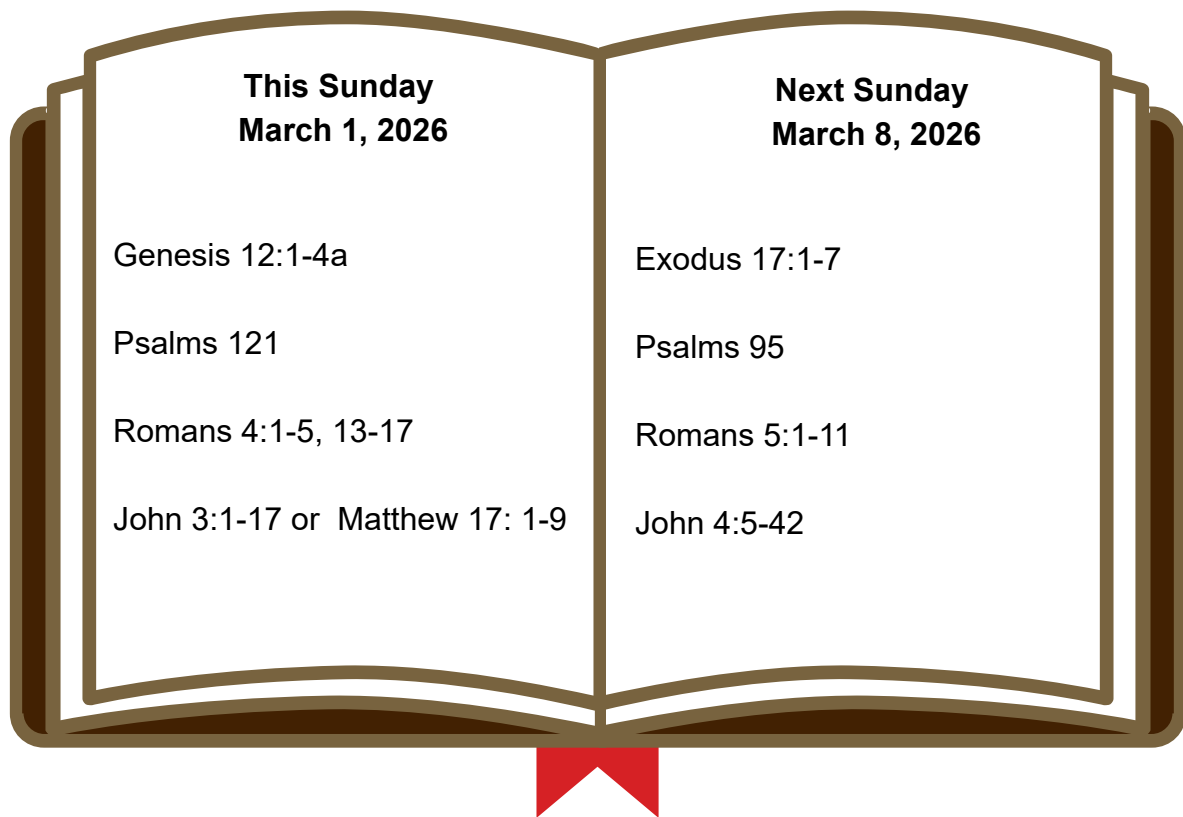 This Sunday
March 1, 2026
Genesis 12:1-4a
Psalms 121
Romans 4:1-5, 13-17
John 3:1-17 or  Matthew 17: 1-9
Next Sunday
March 8, 2026
Exodus 17:1-7
Psalms 95
Romans 5:1-11
John 4:5-42